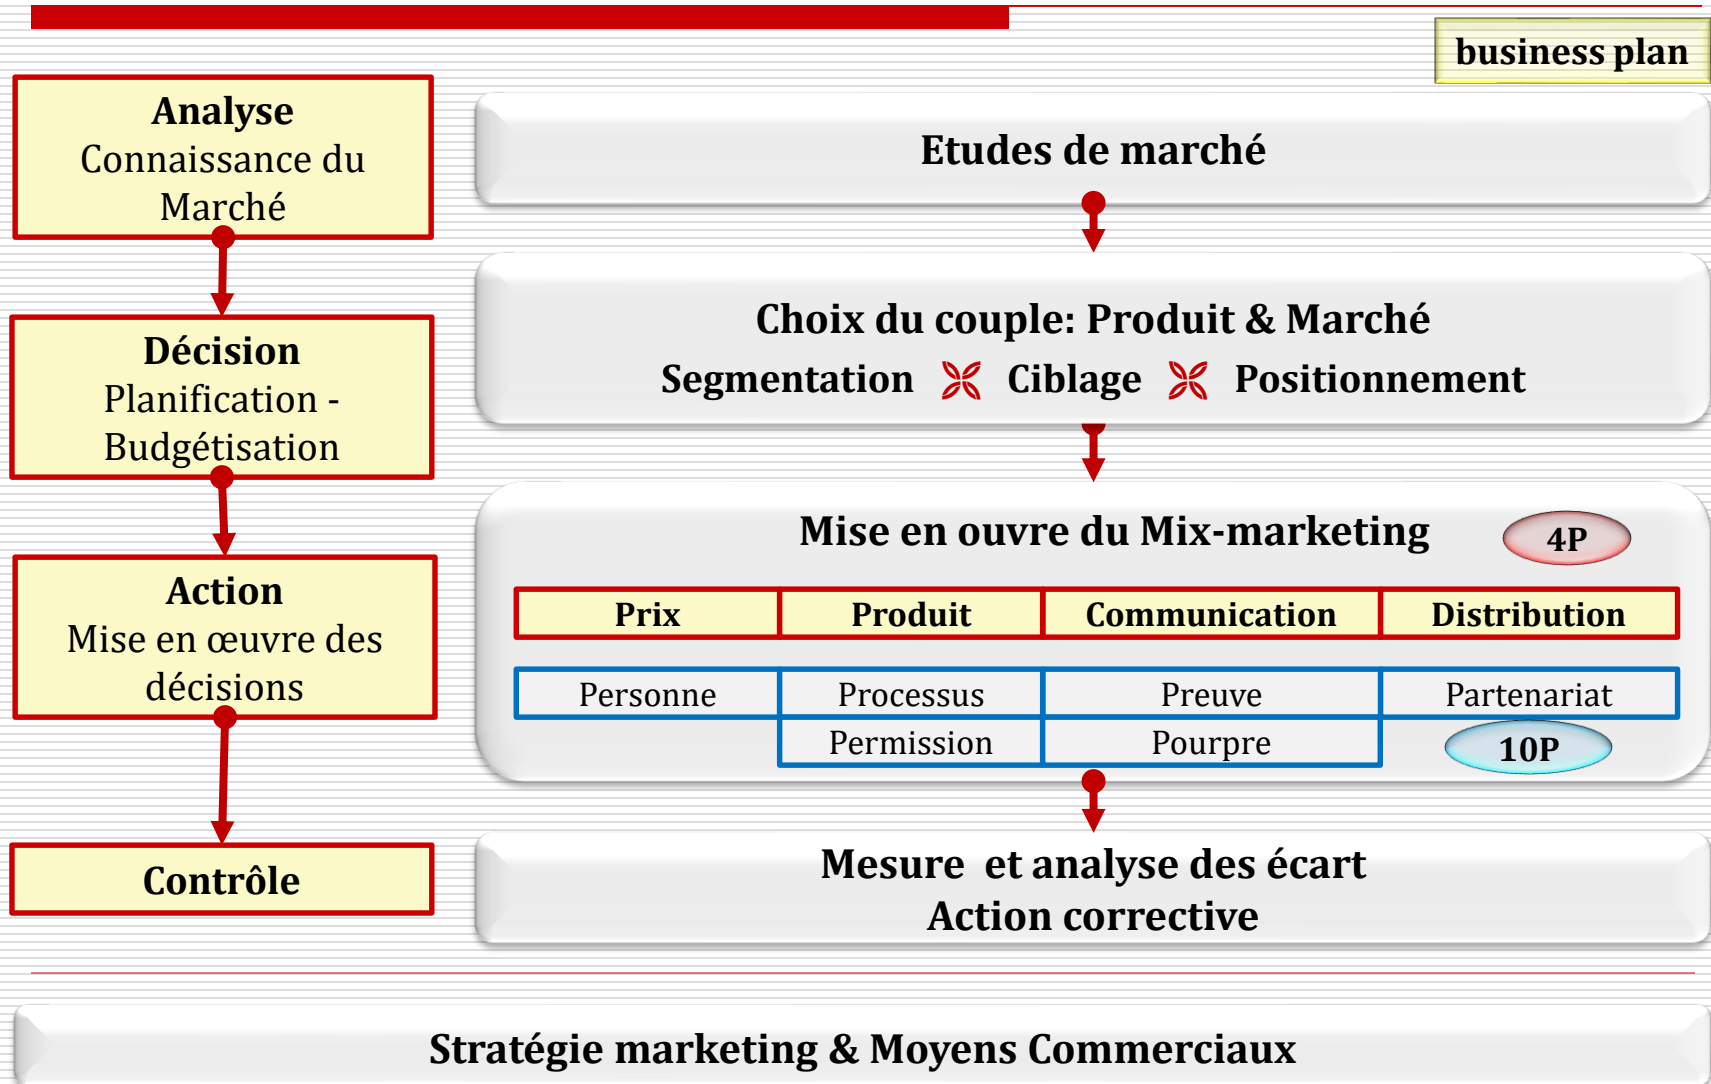 business plan
Analyse
Connaissance du
Marché
Etudes de marché
Décision
Planification -
Budgétisation
Choix du couple: Produit & Marché
Segmentation Ciblage Positionnement
Action
Mise en œuvre des
décisions
Mise en ouvre du Mix-marketing 4P
Prix Produit Communication Distribution
Personne Processus Preuve Partenariat
Permission Pourpre 10P
Contrôle
Mesure et analyse des écart
Action corrective
Stratégie marketing & Moyens Commerciaux